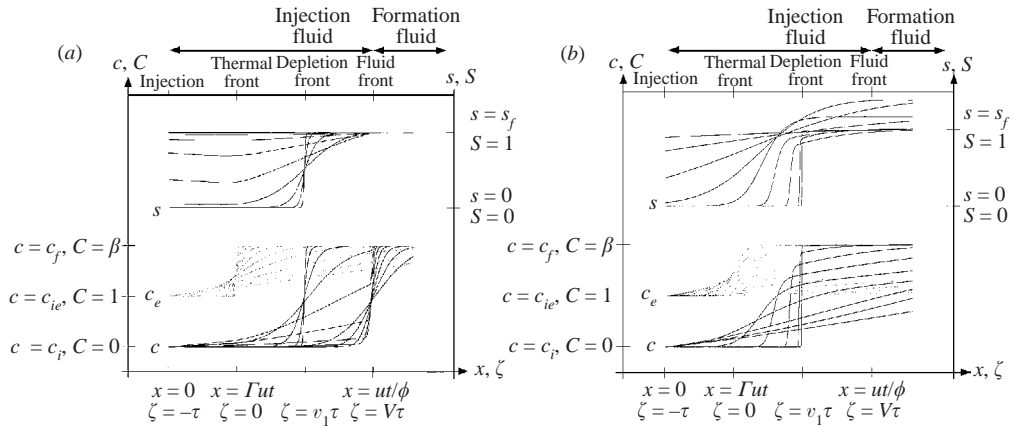 Injection fluid Formation fluid
(a) c, C Injection Thermal front Depletion front Fluid front s, S
s = s_f
S = 1
s = 0
S = 0
s
c = c_f, C = β
c = c_ie, C = 1 c_e
c = c_i, C = 0 c
x, ζ
x = 0 x = Γut x = ut/ϕ
ζ = −τ ζ = 0 ζ = v_1τ ζ = Vτ
Injection fluid Formation fluid
(b) c, C Injection Thermal front Depletion front Fluid front s, S
s = s_f
S = 1
s = 0
S = 0
s
c = c_f, C = β
c = c_ie, C = 1 c_e
c = c_i, C = 0 c
x, ζ
x = 0 x = Γut x = ut/ϕ
ζ = −τ ζ = 0 ζ = v_1τ ζ = Vτ